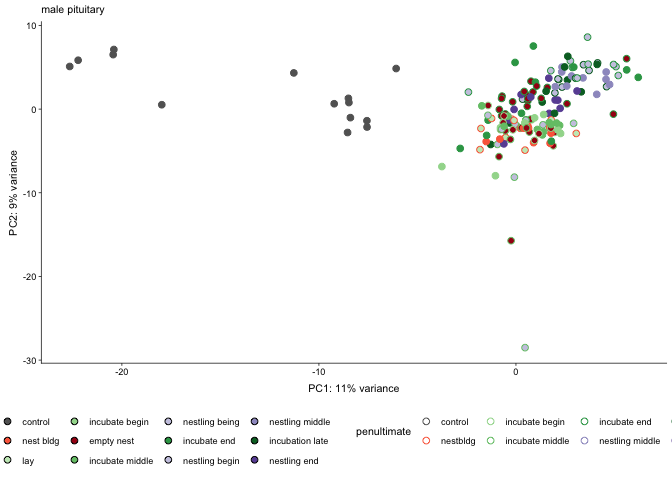 male pituitary
10
0
-10
-20
-30
PC2: 9% variance
-20 -10 0
PC1: 11% variance
control incubate begin nestling being nestling middle
nest bldg empty nest incubate end incubation late
lay incubate middle nestling begin nestling end
penultimate
control incubate begin incubate end
nestbldg incubate middle nestling middle